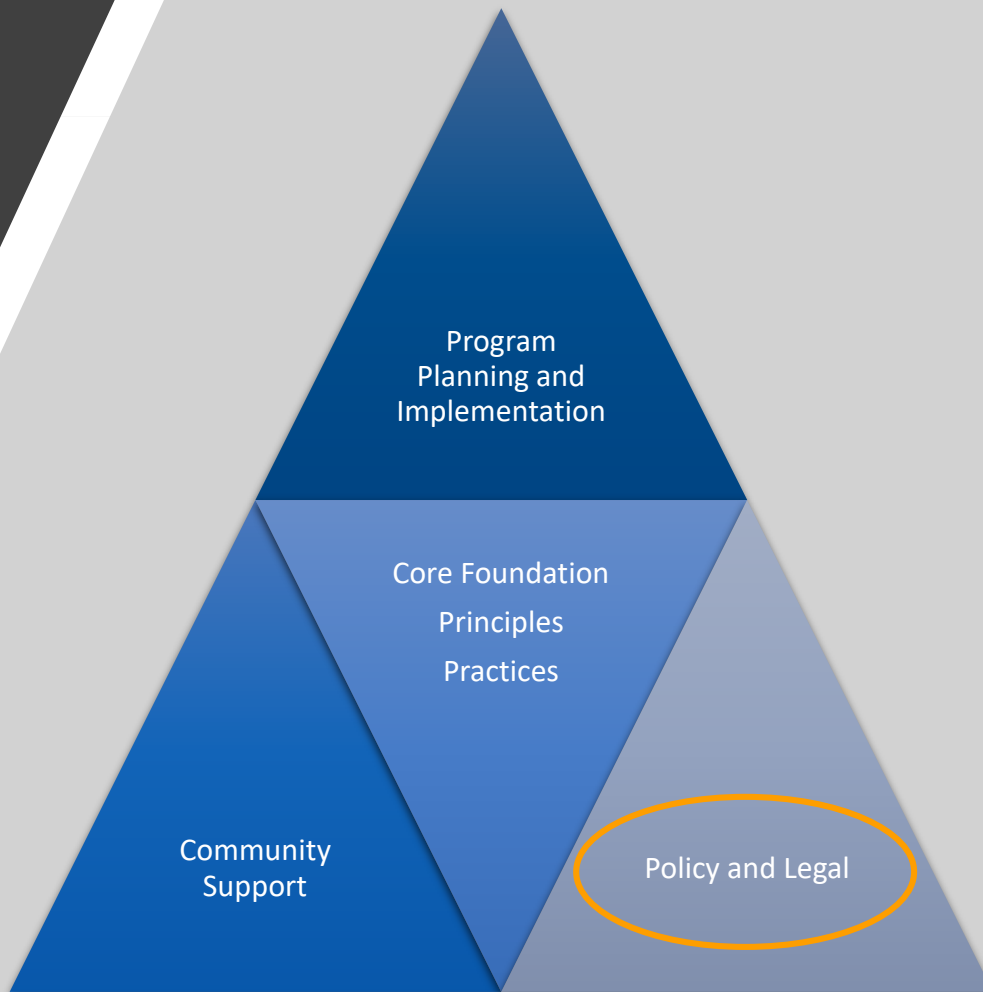 Program
Planning and
Implementation
Core Foundation
Principles
Practices
Community
Support
Policy and Legal